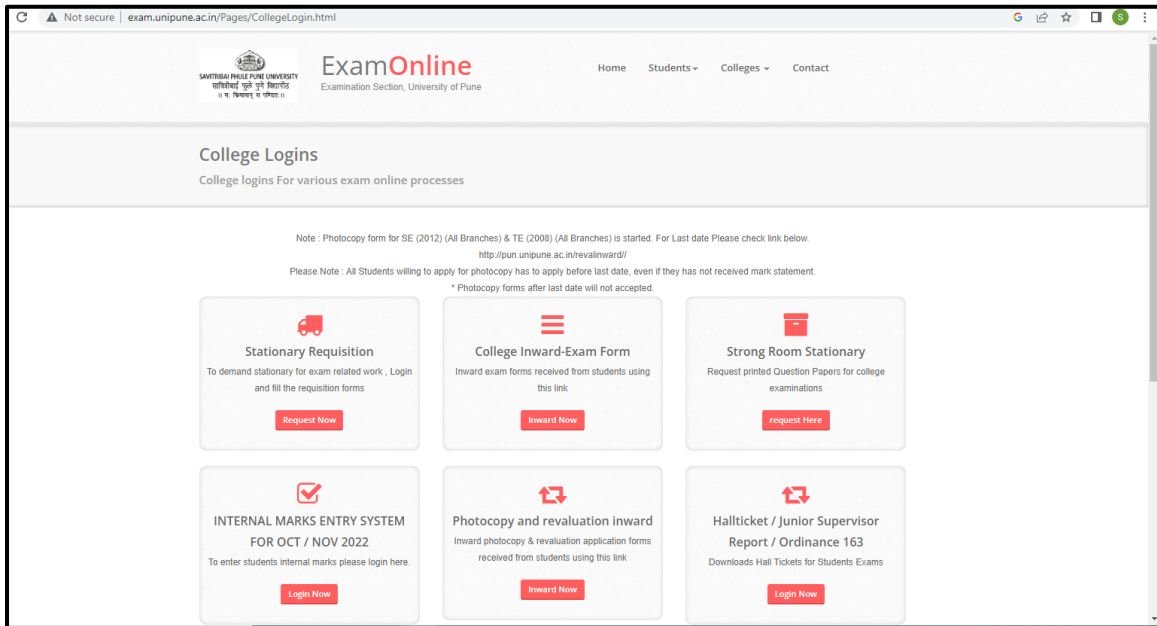 Not secure | exam.unipune.ac.in/Pages/CollegeLogin.html
G
S
SAVITRIBAI PHULE PUNE UNIVERSITY
सावित्रीबाई फुले पुणे विद्यापीठ
॥ यः क्रियावान् स पण्डितः ॥
ExamOnline
Examination Section, University of Pune
Home Students Colleges Contact
College Logins
College logins For various exam online processes
Note : Photocopy form for SE (2012) (All Branches) & TE (2008) (All Branches) is started. For Last date Please check link below.
http://pun.unipune.ac.in/revalinward//
Please Note : All Students willing to apply for photocopy has to apply before last date, even if they has not received mark statement.
* Photocopy forms after last date will not accepted.
Stationary Requisition
To demand stationary for exam related work , Login
and fill the requisition forms
Request Now
College Inward-Exam Form
Inward exam forms received from students using
this link
Inward Now
Strong Room Stationary
Request printed Question Papers for college
examinations
request Here
INTERNAL MARKS ENTRY SYSTEM
FOR OCT / NOV 2022
To enter students internal marks please login here.
Login Now
Photocopy and revaluation inward
Inward photocopy & revaluation application forms
received from students using this link
Inward Now
Hallticket / Junior Supervisor
Report / Ordinance 163
Downloads Hall Tickets for Students Exams
Login Now